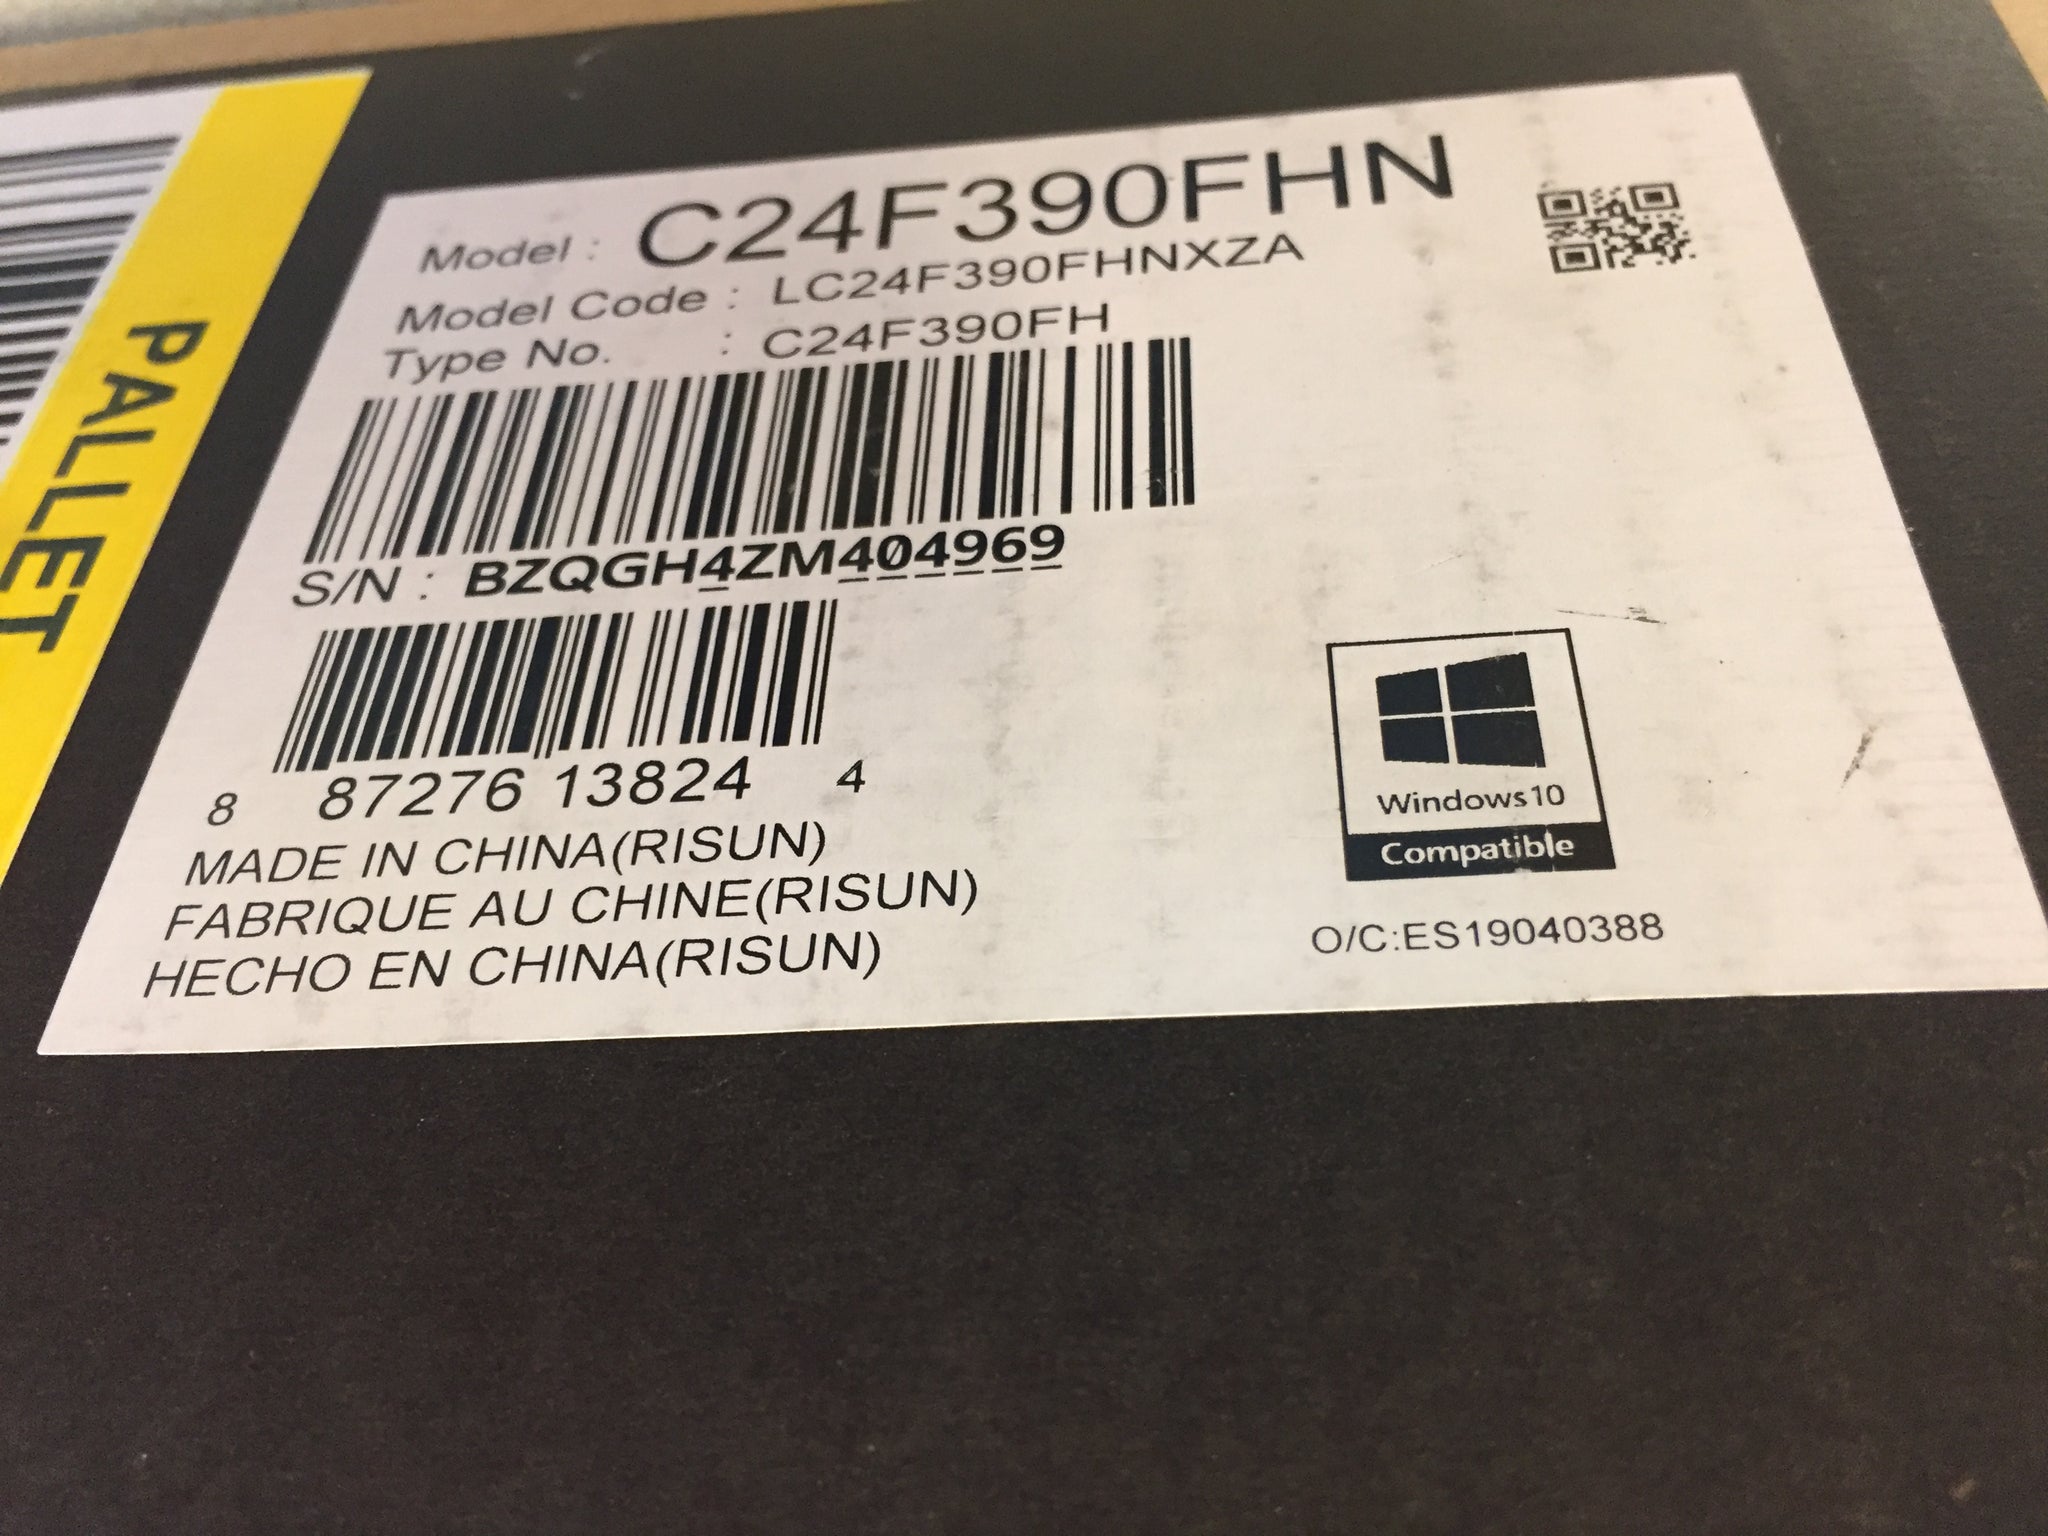 PALLET
Model : C24F390FHN
Model Code : LC24F390FHNXZA
Type No. : C24F390FH
S/N : BZQGH4ZM404969
8 87276 13824 4
MADE IN CHINA(RISUN)
FABRIQUE AU CHINE(RISUN)
HECHO EN CHINA(RISUN)
Windows10
Compatible
O/C:ES19040388